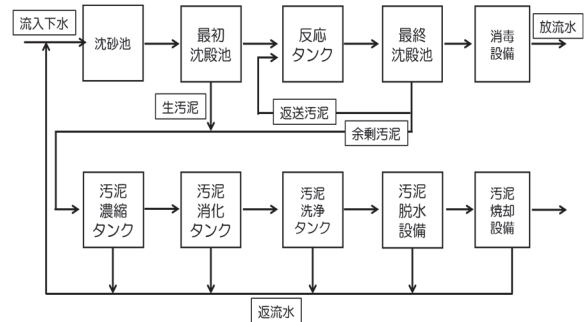 流入下水
沈砂池
最初
沈殿池
反応
タンク
最終
沈殿池
消毒
設備
放流水
生汚泥
返送汚泥
余剰汚泥
汚泥
濃縮
タンク
汚泥
消化
タンク
汚泥
洗浄
タンク
汚泥
脱水
設備
汚泥
焼却
設備
返流水